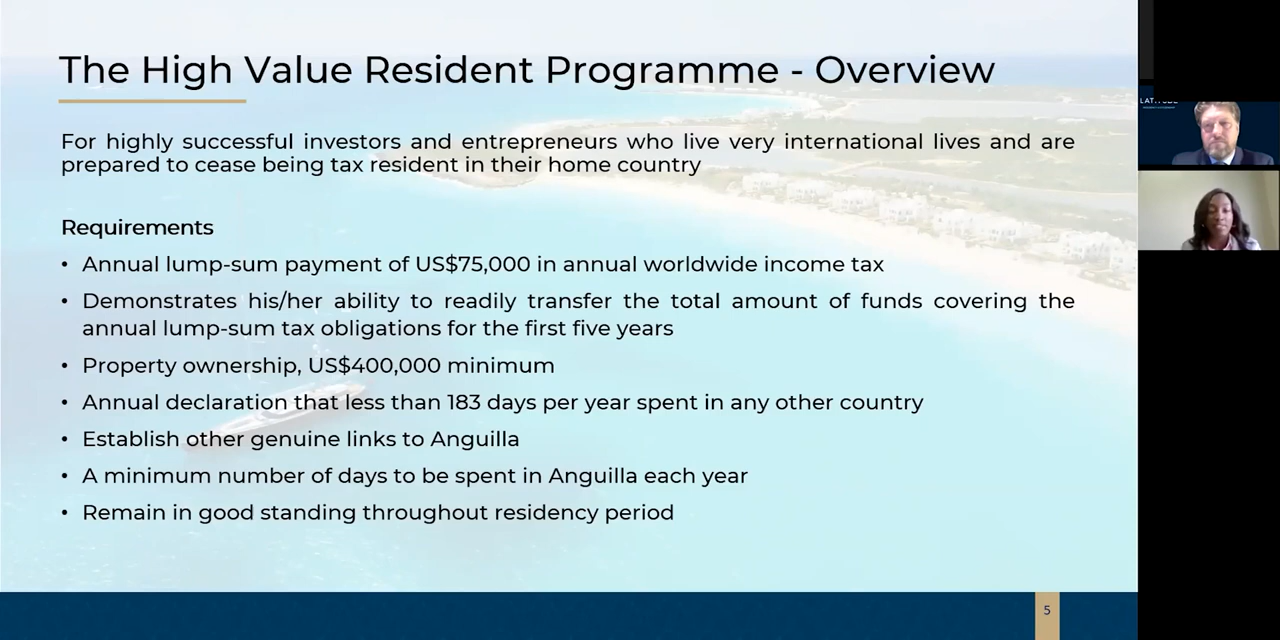 The High Value Resident Programme - Overview
For highly successful investors and entrepreneurs who live very international lives and are
prepared to cease being tax resident in their home country
Requirements
• Annual lump-sum payment of US$75,000 in annual worldwide income tax
• Demonstrates his/her ability to readily transfer the total amount of funds covering the
annual lump-sum tax obligations for the first five years
• Property ownership, US$400,000 minimum
• Annual declaration that less than 183 days per year spent in any other country
• Establish other genuine links to Anguilla
• A minimum number of days to be spent in Anguilla each year
• Remain in good standing throughout residency period
5